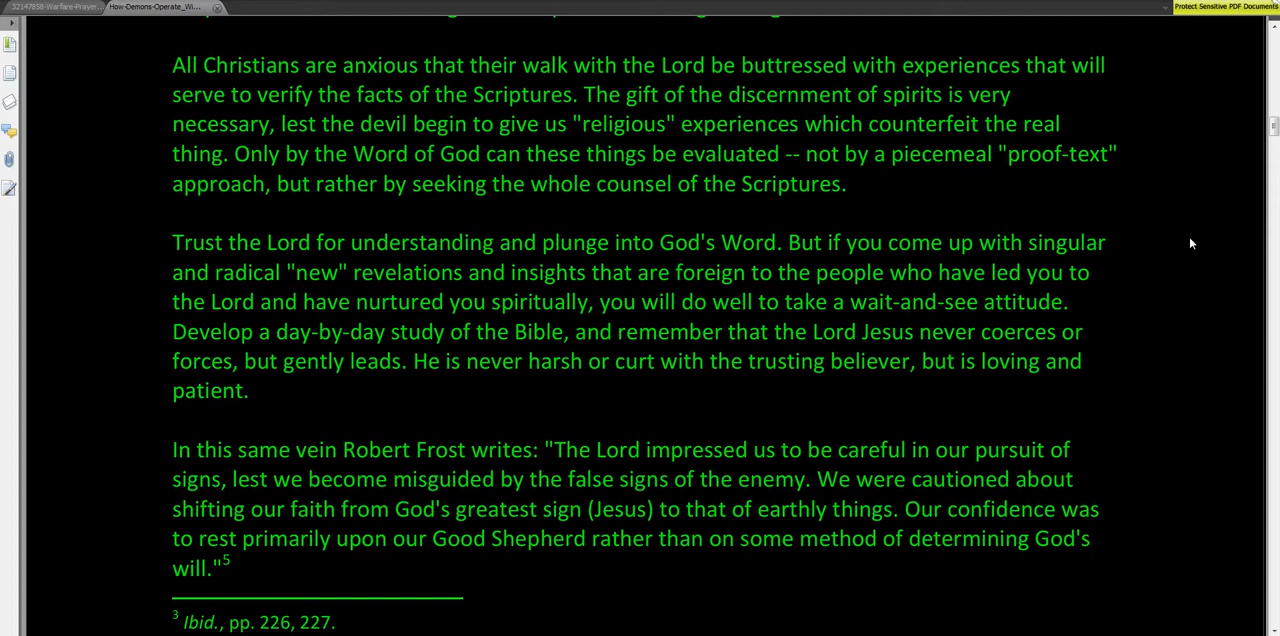 32147858-Warfare-Prayer...
How-Demons-Operate_Wi...
Protect Sensitive PDF Documents
All Christians are anxious that their walk with the Lord be buttressed with experiences that will
serve to verify the facts of the Scriptures. The gift of the discernment of spirits is very
necessary, lest the devil begin to give us "religious" experiences which counterfeit the real
thing. Only by the Word of God can these things be evaluated -- not by a piecemeal "proof-text"
approach, but rather by seeking the whole counsel of the Scriptures.
Trust the Lord for understanding and plunge into God's Word. But if you come up with singular
and radical "new" revelations and insights that are foreign to the people who have led you to
the Lord and have nurtured you spiritually, you will do well to take a wait-and-see attitude.
Develop a day-by-day study of the Bible, and remember that the Lord Jesus never coerces or
forces, but gently leads. He is never harsh or curt with the trusting believer, but is loving and
patient.
In this same vein Robert Frost writes: "The Lord impressed us to be careful in our pursuit of
signs, lest we become misguided by the false signs of the enemy. We were cautioned about
shifting our faith from God's greatest sign (Jesus) to that of earthly things. Our confidence was
to rest primarily upon our Good Shepherd rather than on some method of determining God's
will."5
3 Ibid., pp. 226, 227.